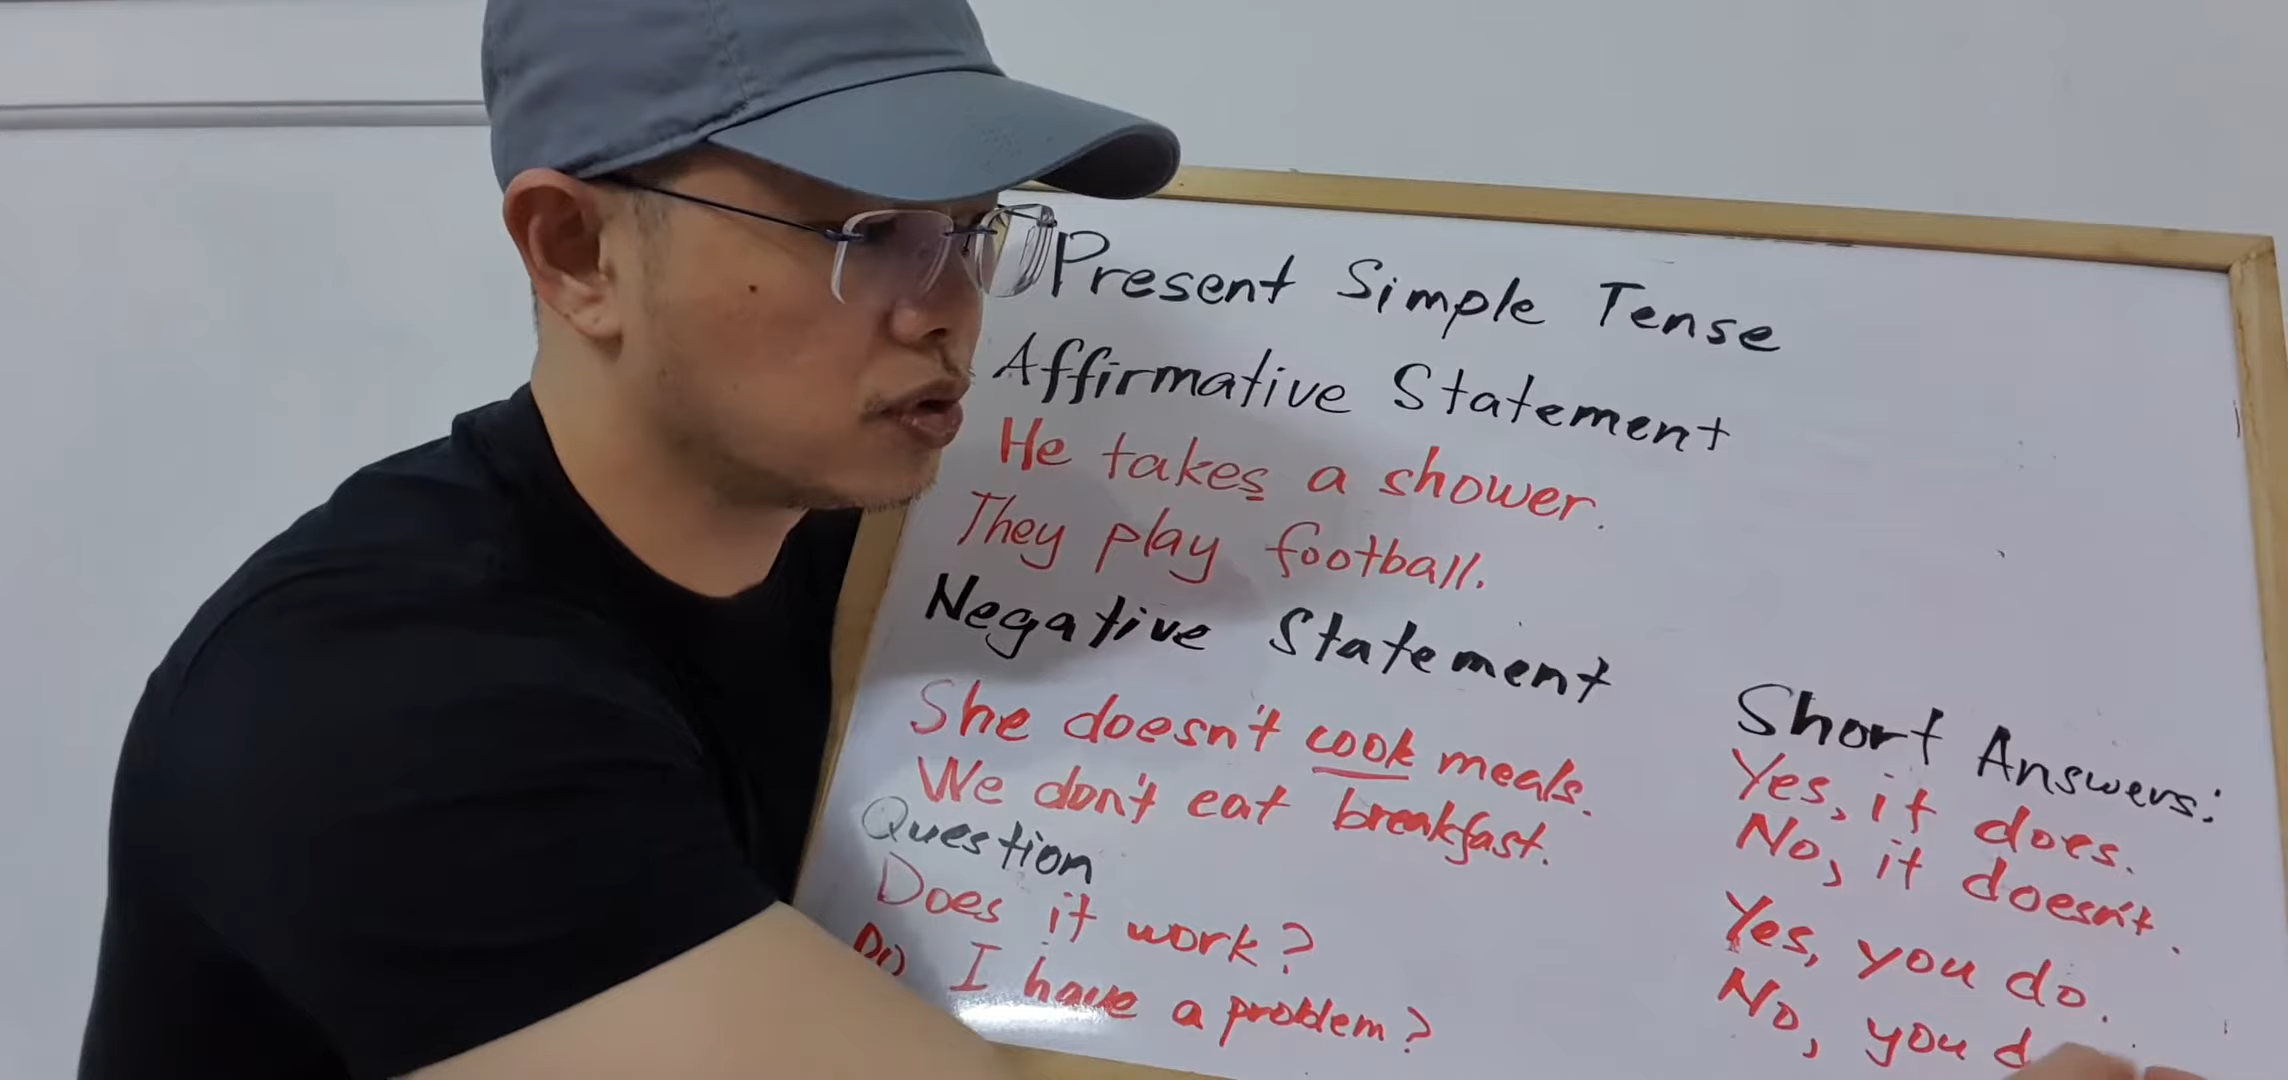 Present Simple Tense
Affirmative Statement
He takes a shower.
They play football.
Negative Statement
She doesn't cook meals.
We don't eat breakfast.
Question
Does it work?
Do I have a problem?
Short Answers:
Yes, it does.
No, it doesn't.
Yes, you do.
No, you